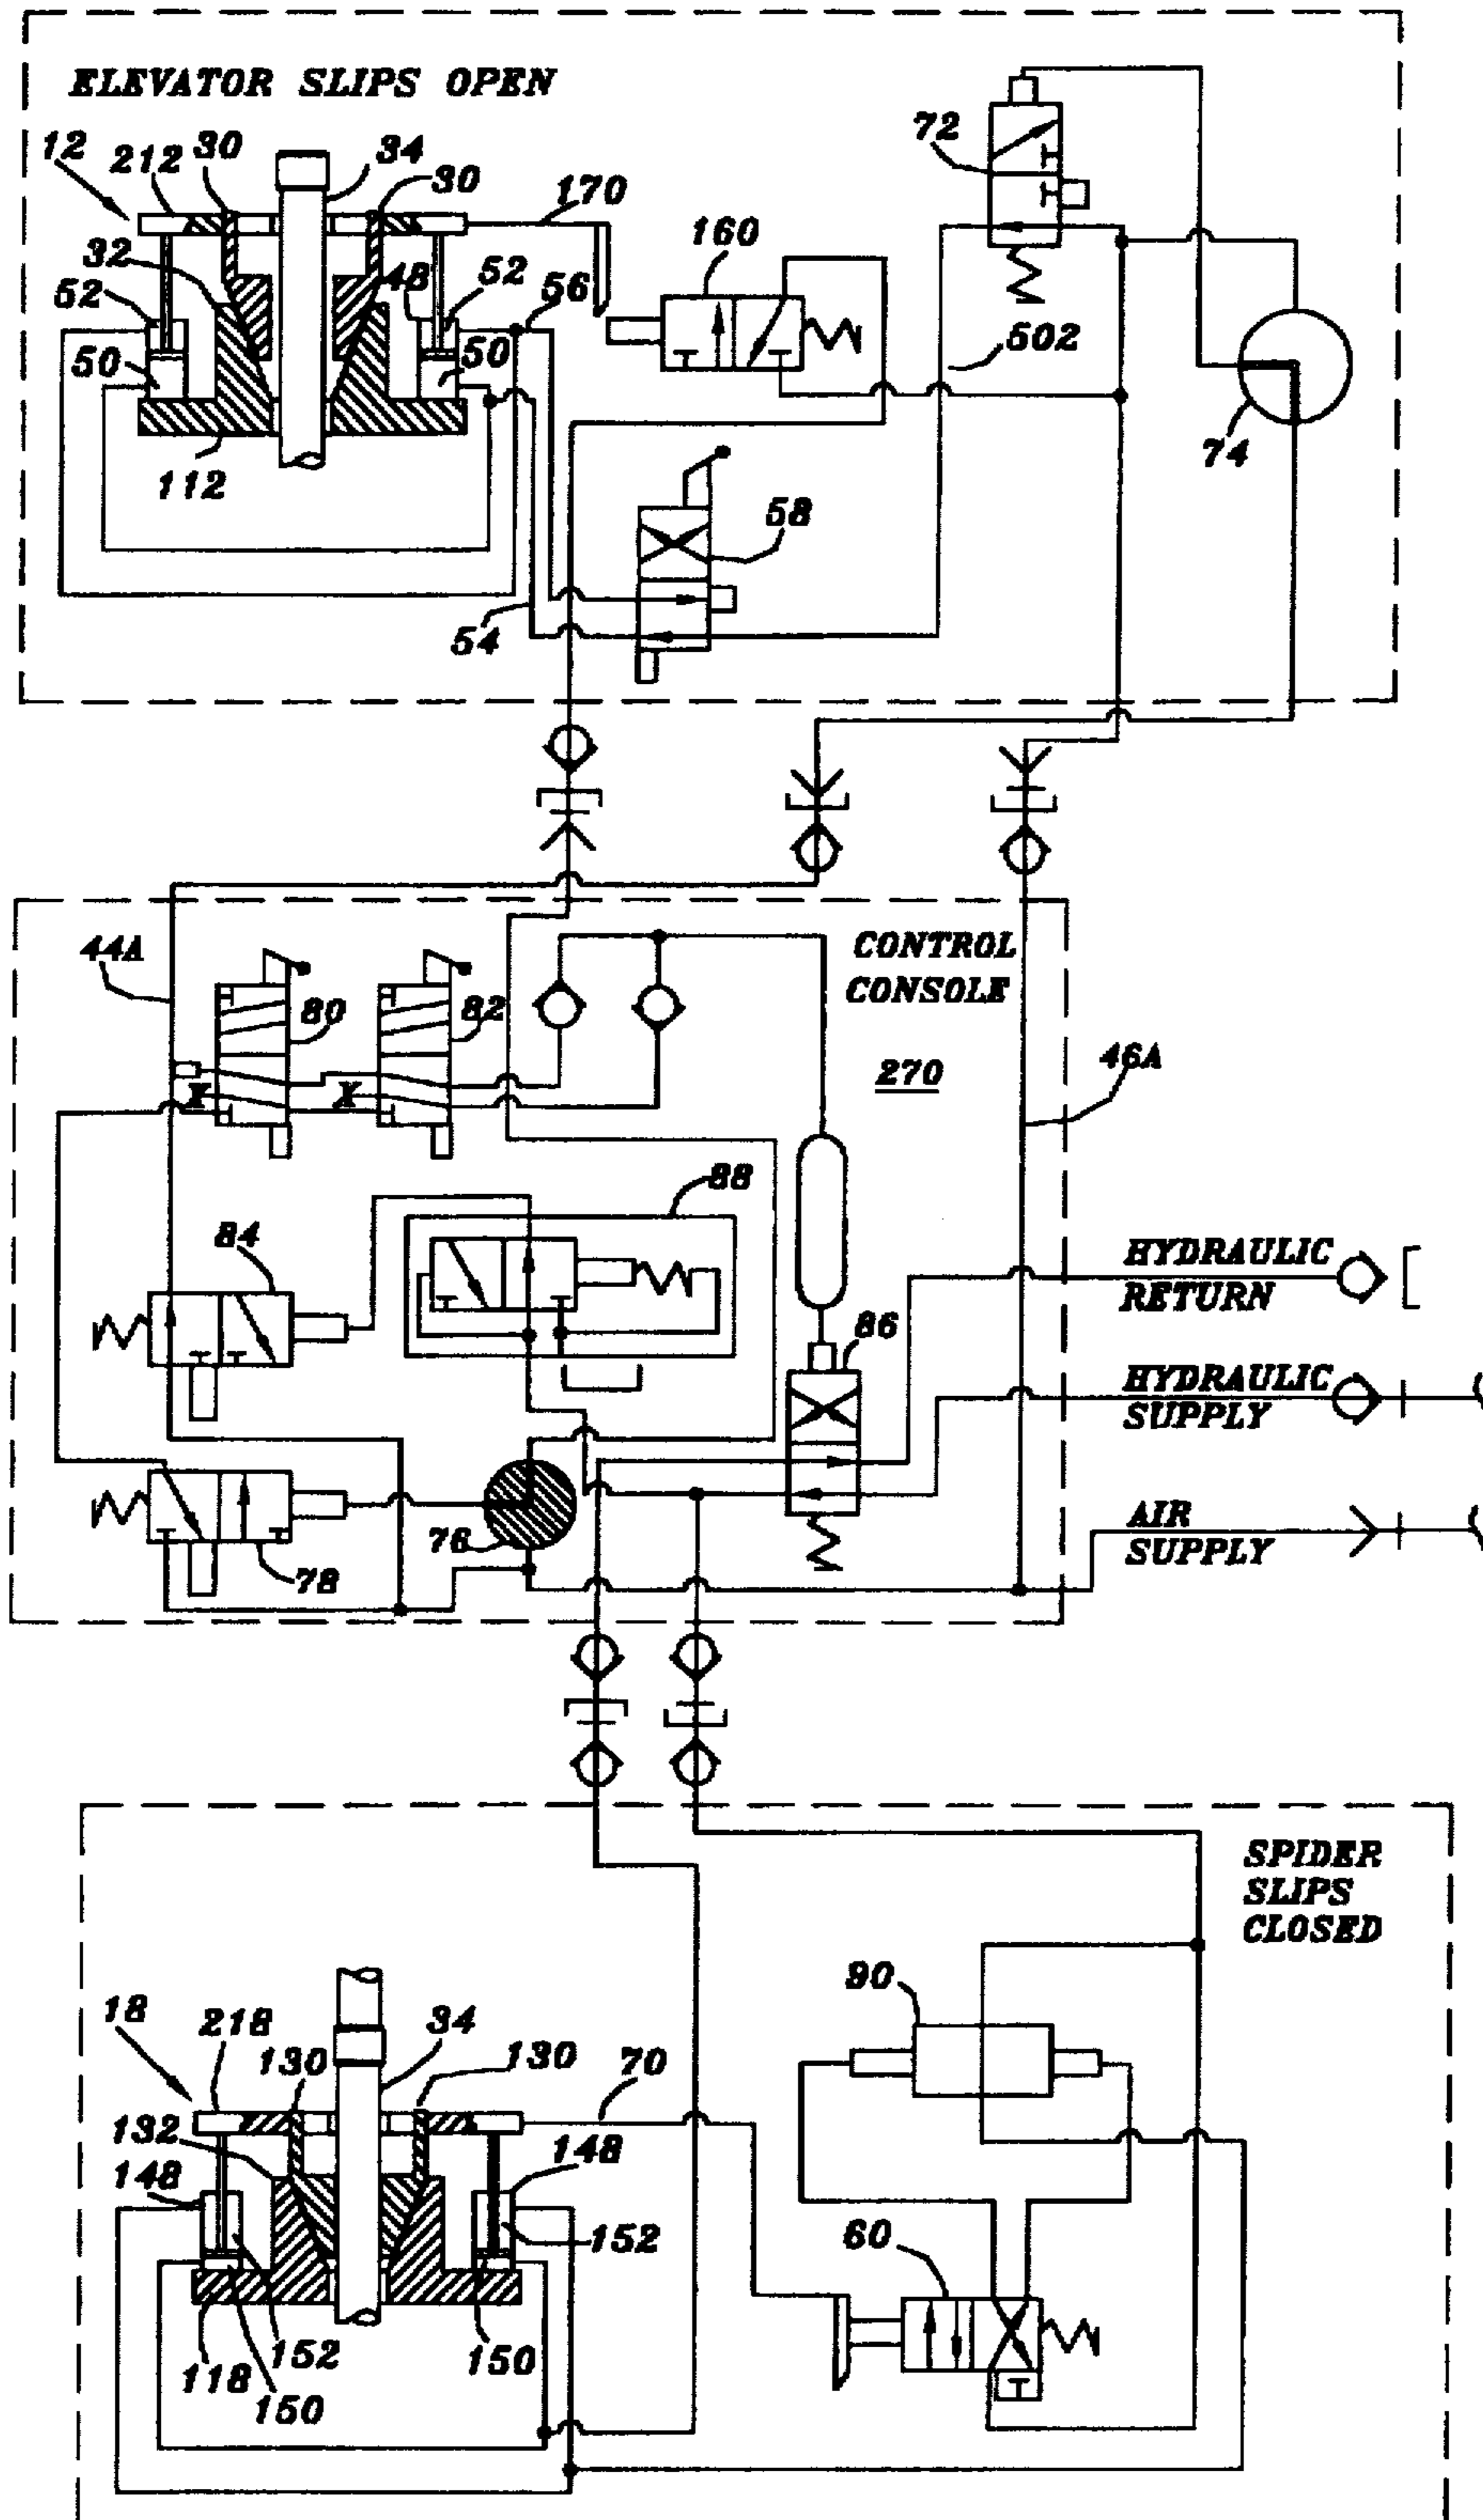 ELEVATOR SLIPS OPEN
12
212
30
34
30
170
72
160
32
52
48
52
56
50
50
502
74
112
58
54
44A
80
82
CONTROL
CONSOLE
270
46A
X
X
88
84
86
HYDRAULIC
RETURN
HYDRAULIC
SUPPLY
76
78
AIR
SUPPLY
SPIDER
SLIPS
CLOSED
90
18
218
130
34
130
70
132
148
148
152
60
118
150
152
150